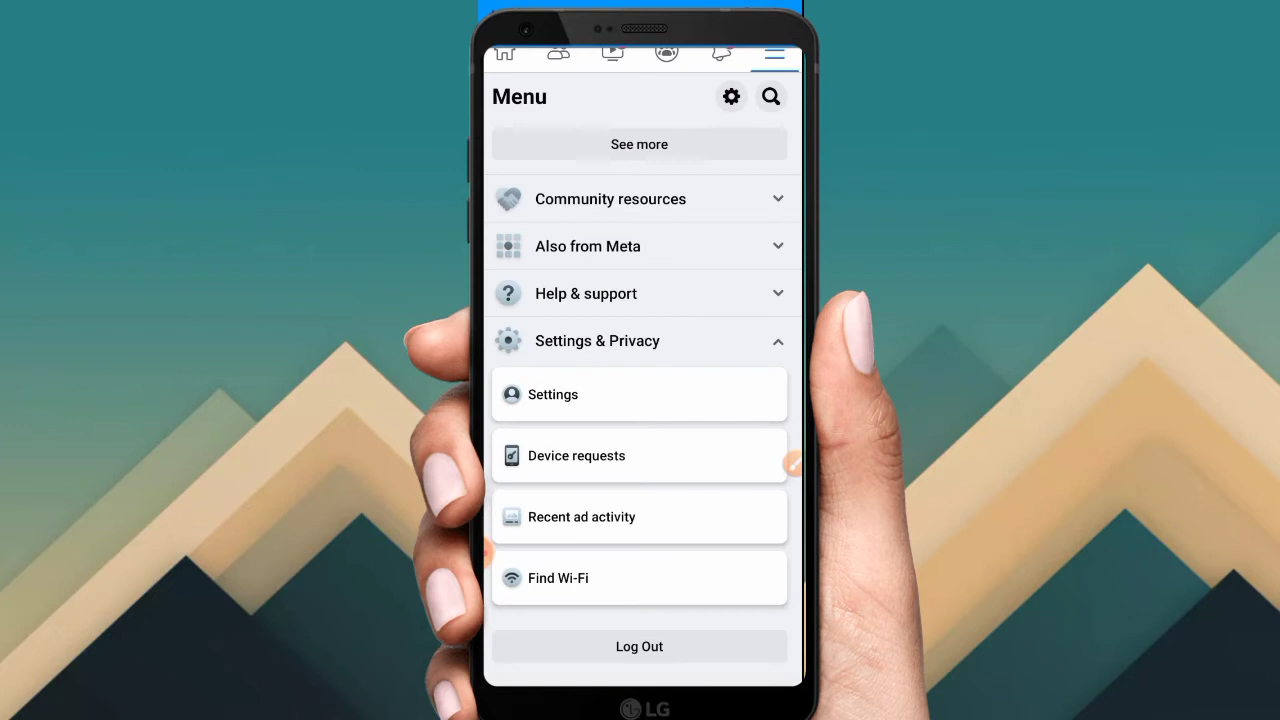 Menu
See more
Community resources
Also from Meta
Help & support
Settings & Privacy
Settings
Device requests
Recent ad activity
Find Wi-Fi
Log Out
LG